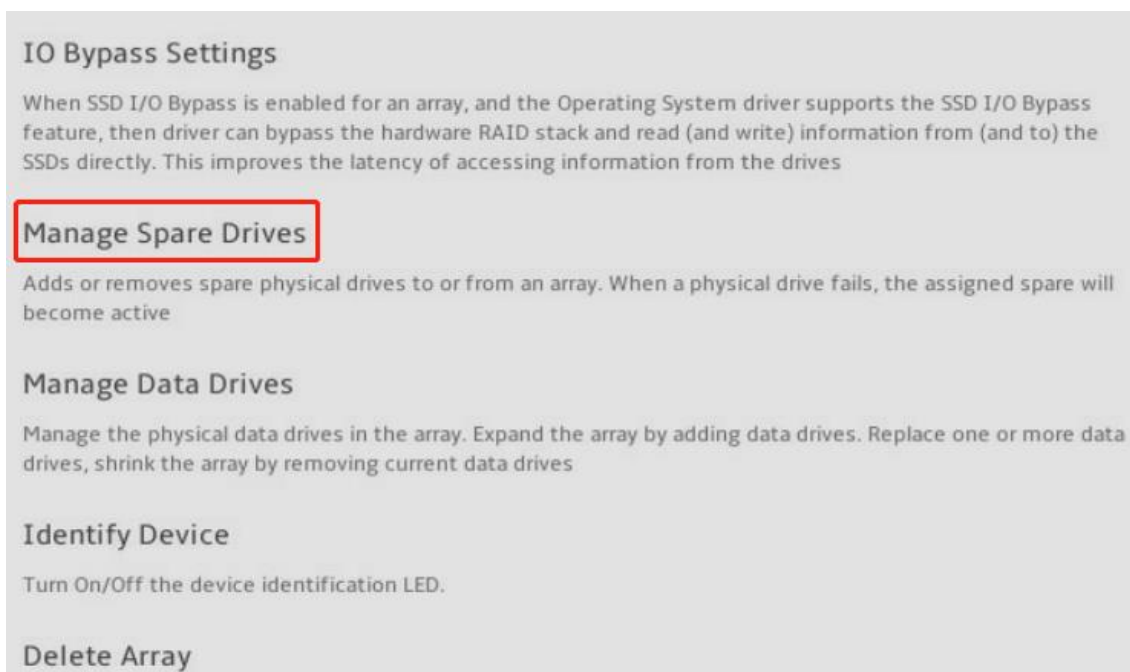 IO Bypass Settings
When SSD I/O Bypass is enabled for an array, and the Operating System driver supports the SSD I/O Bypass
feature, then driver can bypass the hardware RAID stack and read (and write) information from (and to) the
SSDs directly. This improves the latency of accessing information from the drives
Manage Spare Drives
Adds or removes spare physical drives to or from an array. When a physical drive fails, the assigned spare will
become active
Manage Data Drives
Manage the physical data drives in the array. Expand the array by adding data drives. Replace one or more data
drives, shrink the array by removing current data drives
Identify Device
Turn On/Off the device identification LED.
Delete Array